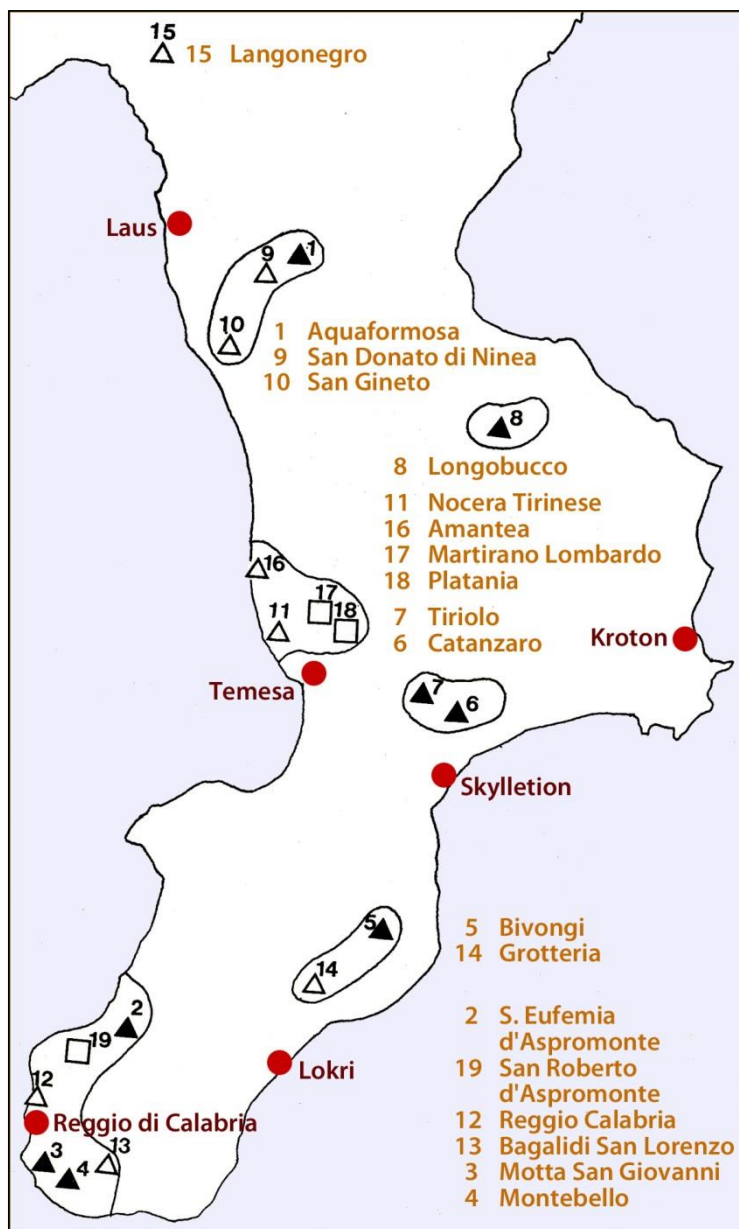 15
15 Langonegro
Laus
9
1
10
1 Aquaformosa
9 San Donato di Ninea
10 San Gineto
8
8 Longobucco
11 Nocera Tirinese
16 Amantea
17 Martirano Lombardo
18 Platania
7 Tiriolo
6 Catanzaro
16
17
11
18
Kroton
Temesa
7
6
Skylletion
5
14
5 Bivongi
14 Grotteria
2
19
12
Lokri
Reggio di Calabria
3
4
13
2 S. Eufemia
d'Aspromonte
19 San Roberto
d'Aspromonte
12 Reggio Calabria
13 Bagalidi San Lorenzo
3 Motta San Giovanni
4 Montebello